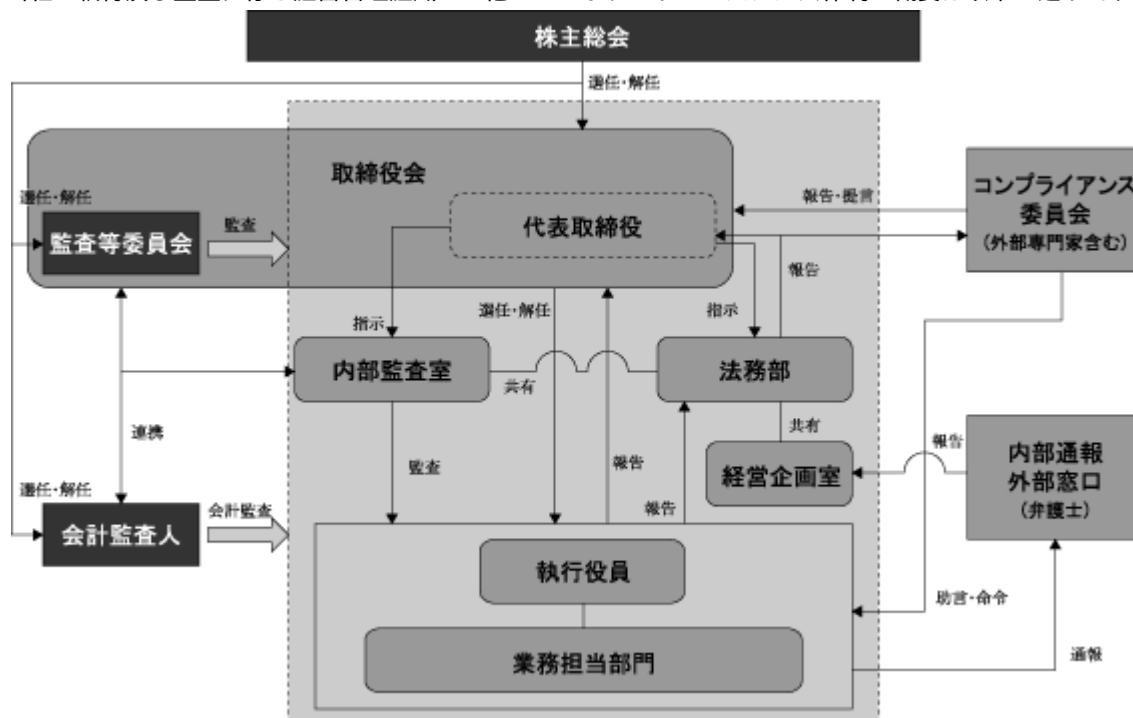 株主総会
選任・解任
取締役会
コンプライアンス
委員会
(外部専門家含む)
報告・提言
選任・解任
監査
代表取締役
監査等委員会
報告
指示
選任・解任
指示
内部監査室
共有
法務部
連携
共有
監査
報告
経営企画室
報告
内部通報
外部窓口
(弁護士)
選任・解任
会計監査
報告
会計監査人
執行役員
助言・命令
業務担当部門
通報